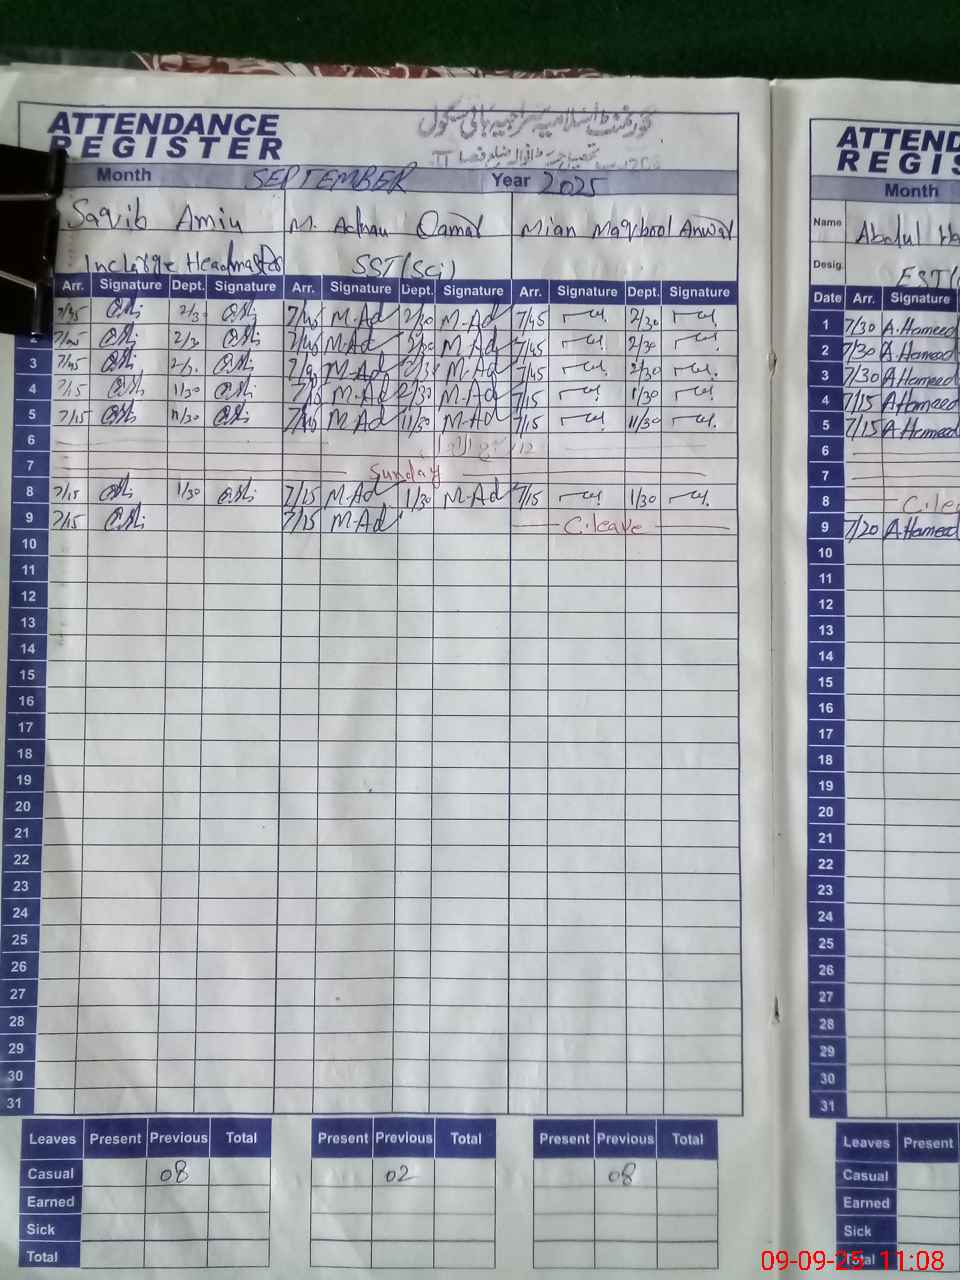 ATTENDANCE
REGISTER
Month SEPTEMBER Year 2025
Saqib Amin M. Adnan Qamar Mian Maqbool Anwar
Incharge Headmaster SST(Sci)
Arr. Signature Dept. Signature Arr. Signature Dept. Signature Arr. Signature Dept. Signature
7/45 2/3 7/45 M.Ad 2/30 M.Ad 7/45 2/30
2 7/45 2/30 7/45 M.Ad 2/30 M.Ad 7/45 2/30
3 7/45 M.Ad M.Ad 7/45 2/30
4 7/15 1/30 M.Ad M.Ad 7/15 1/30
5 7/15 11/30 M.Ad 11/30 M.Ad 7/15 11/30
6
7 Sunday
8 7/15 1/30 7/15 M.Ad 1/30 M.Ad 7/15 1/30
9 7/15 7/15 M.Ad C.leave
10
11
12
13
14
15
16
17
18
19
20
21
22
23
24
25
26
27
28
29
30
31
Leaves Present Previous Total Present Previous Total Present Previous Total
Casual 08 02 08
Earned
Sick
Total
ATTEND
REGIS
Month
Name Abdul Ha
Desig. EST(
Date Arr. Signature
1 7/30 A.Hameed
2 7/30 A.Hameed
3 7/30 A.Hameed
4 7/15 A.Hameed
5 7/15 A.Hameed
6
7
8 C.le
9 7/20 A.Hameed
10
11
12
13
14
15
16
17
18
19
20
21
22
23
24
25
26
27
28
29
30
31
Leaves Present
Casual
Earned
Sick
Total
09-09-25 11:08